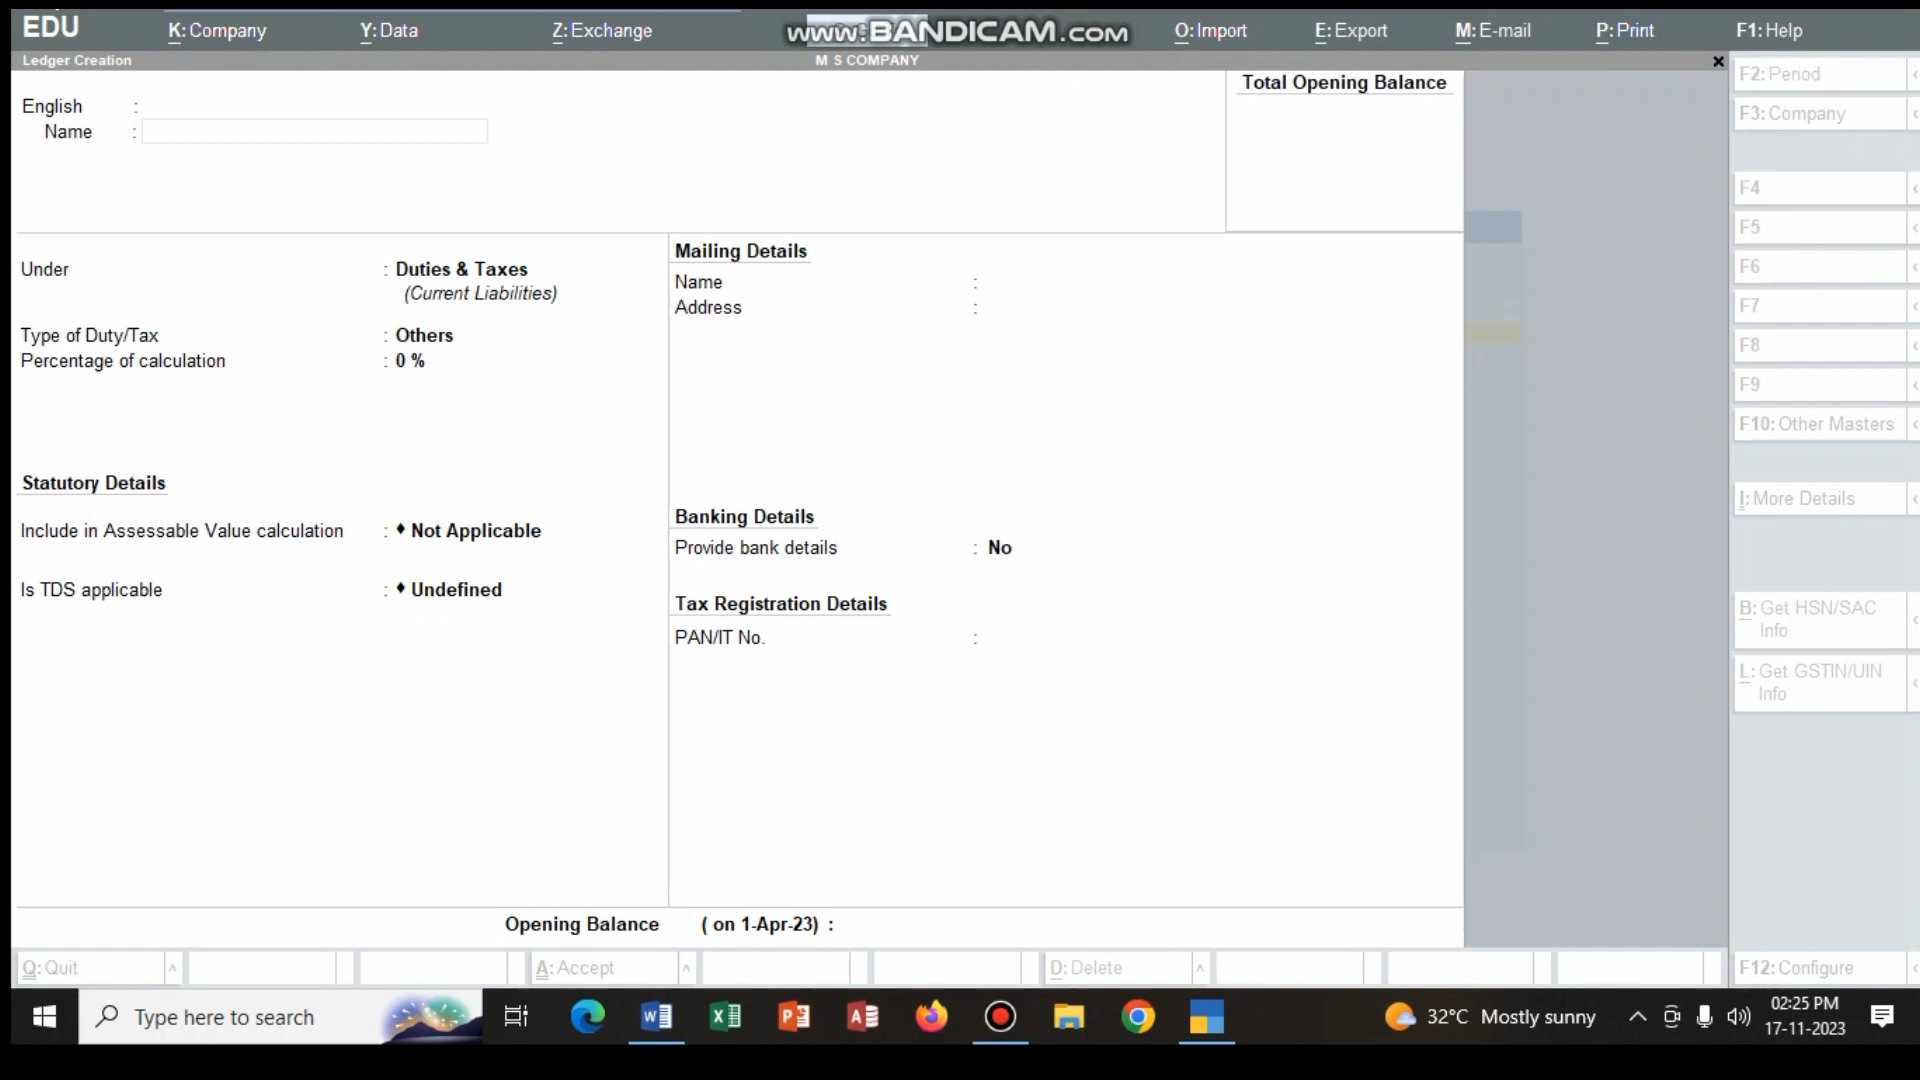 EDU
K: Company Y: Data Z: Exchange www.BANDICAM.com O: Import E: Export M: E-mail P: Print F1: Help
Ledger Creation M S COMPANY
Total Opening Balance
English :
Name :
Under : Duties & Taxes
(Current Liabilities)
Type of Duty/Tax : Others
Percentage of calculation : 0 %
Statutory Details
Include in Assessable Value calculation : ♦ Not Applicable
Is TDS applicable : ♦ Undefined
Mailing Details
Name :
Address :
Banking Details
Provide bank details : No
Tax Registration Details
PAN/IT No. :
Opening Balance ( on 1-Apr-23) :
F2: Period
F3: Company
F4
F5
F6
F7
F8
F9
F10: Other Masters
I: More Details
B: Get HSN/SAC
Info
L: Get GSTIN/UIN
Info
Q: Quit A: Accept D: Delete F12: Configure
Type here to search
32°C Mostly sunny
02:25 PM
17-11-2023